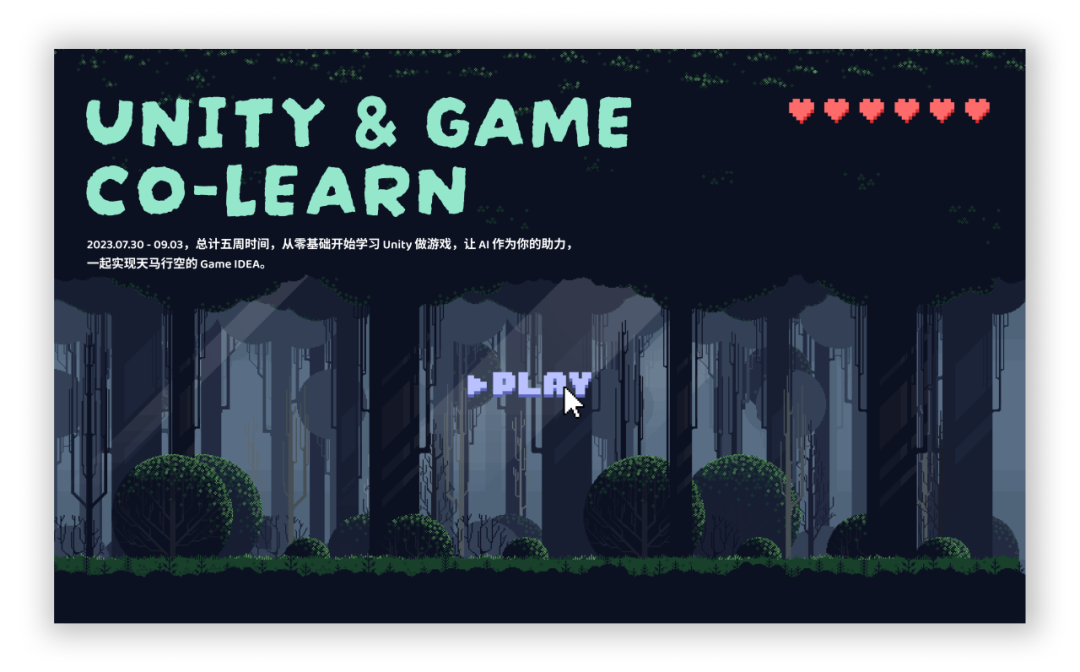 UNITY & GAME
CO-LEARN
2023.07.30 - 09.03，总计五周时间，从零基础开始学习 Unity 做游戏，让 AI 作为你的助力，
一起实现天马行空的 Game IDEA。
PLAY